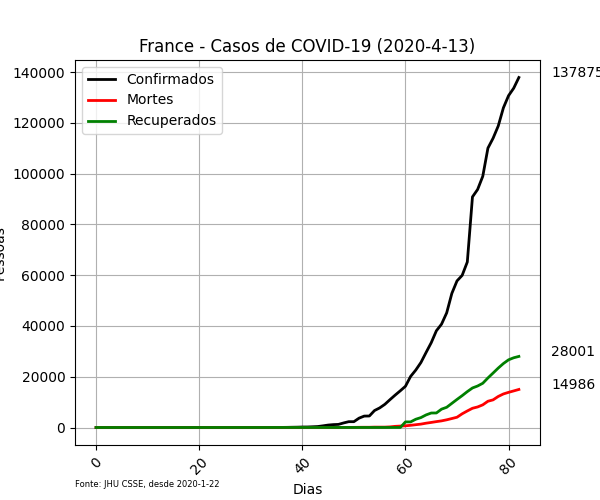 France - Casos de COVID-19 (2020-4-13)
Confirmados
Mortes
Recuperados
140000
120000
100000
80000
60000
40000
20000
0
137875
28001
14986
0
20
40
60
80
Dias
Fonte: JHU CSSE, desde 2020-1-22